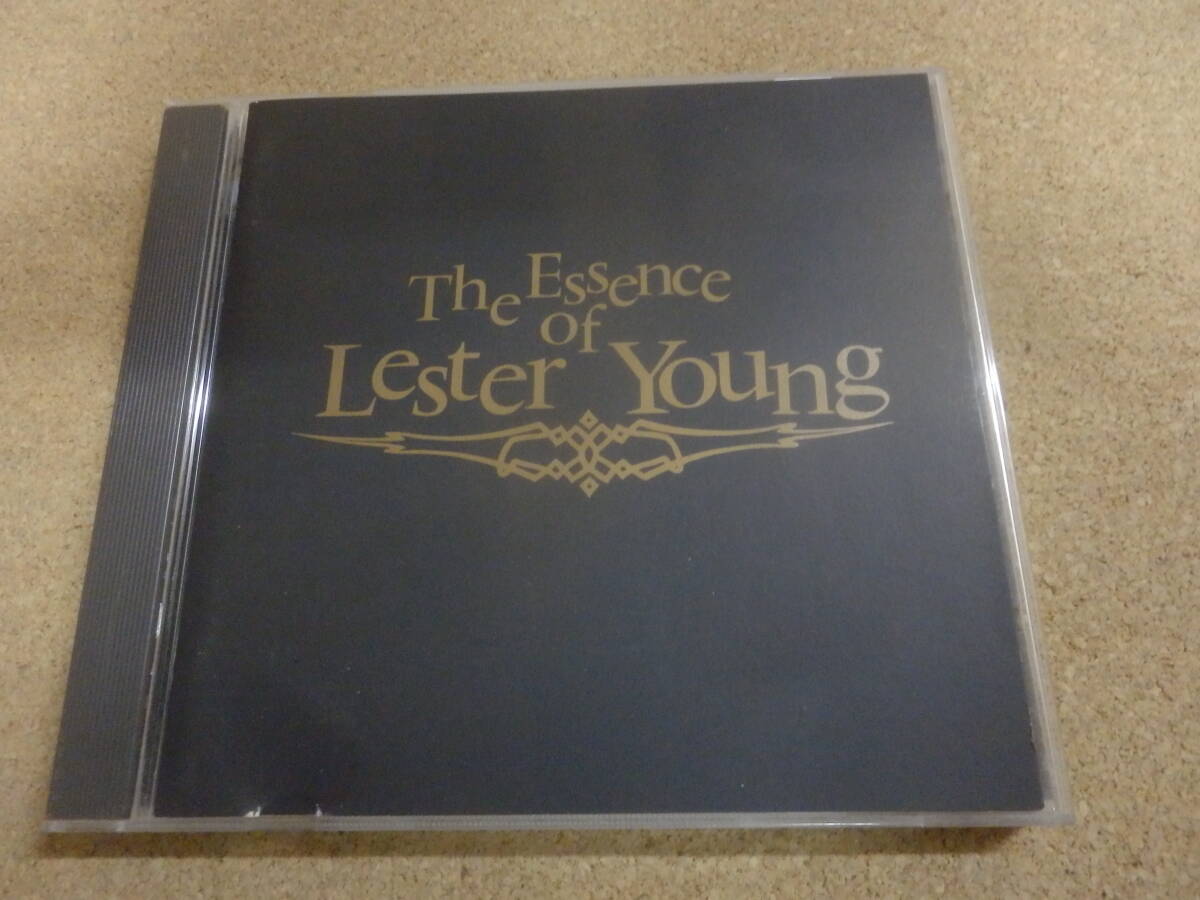 The Essence
of
Lester Young